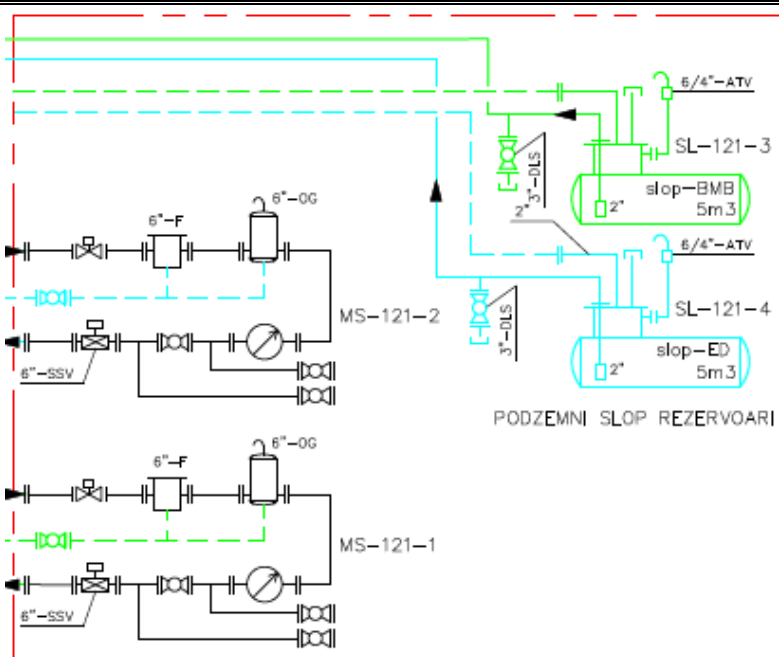 6/4"-ATV
SL-121-3
3"-DLS
slop-BMB
5m3
2"
2"
6"-OG
6"-F
6/4"-ATV
MS-121-2
SL-121-4
3"-DLS
slop-ED
5m3
2"
6"-SSV
PODZEMNI SLOP REZERVOARI
6"-OG
6"-F
MS-121-1
6"-SSV